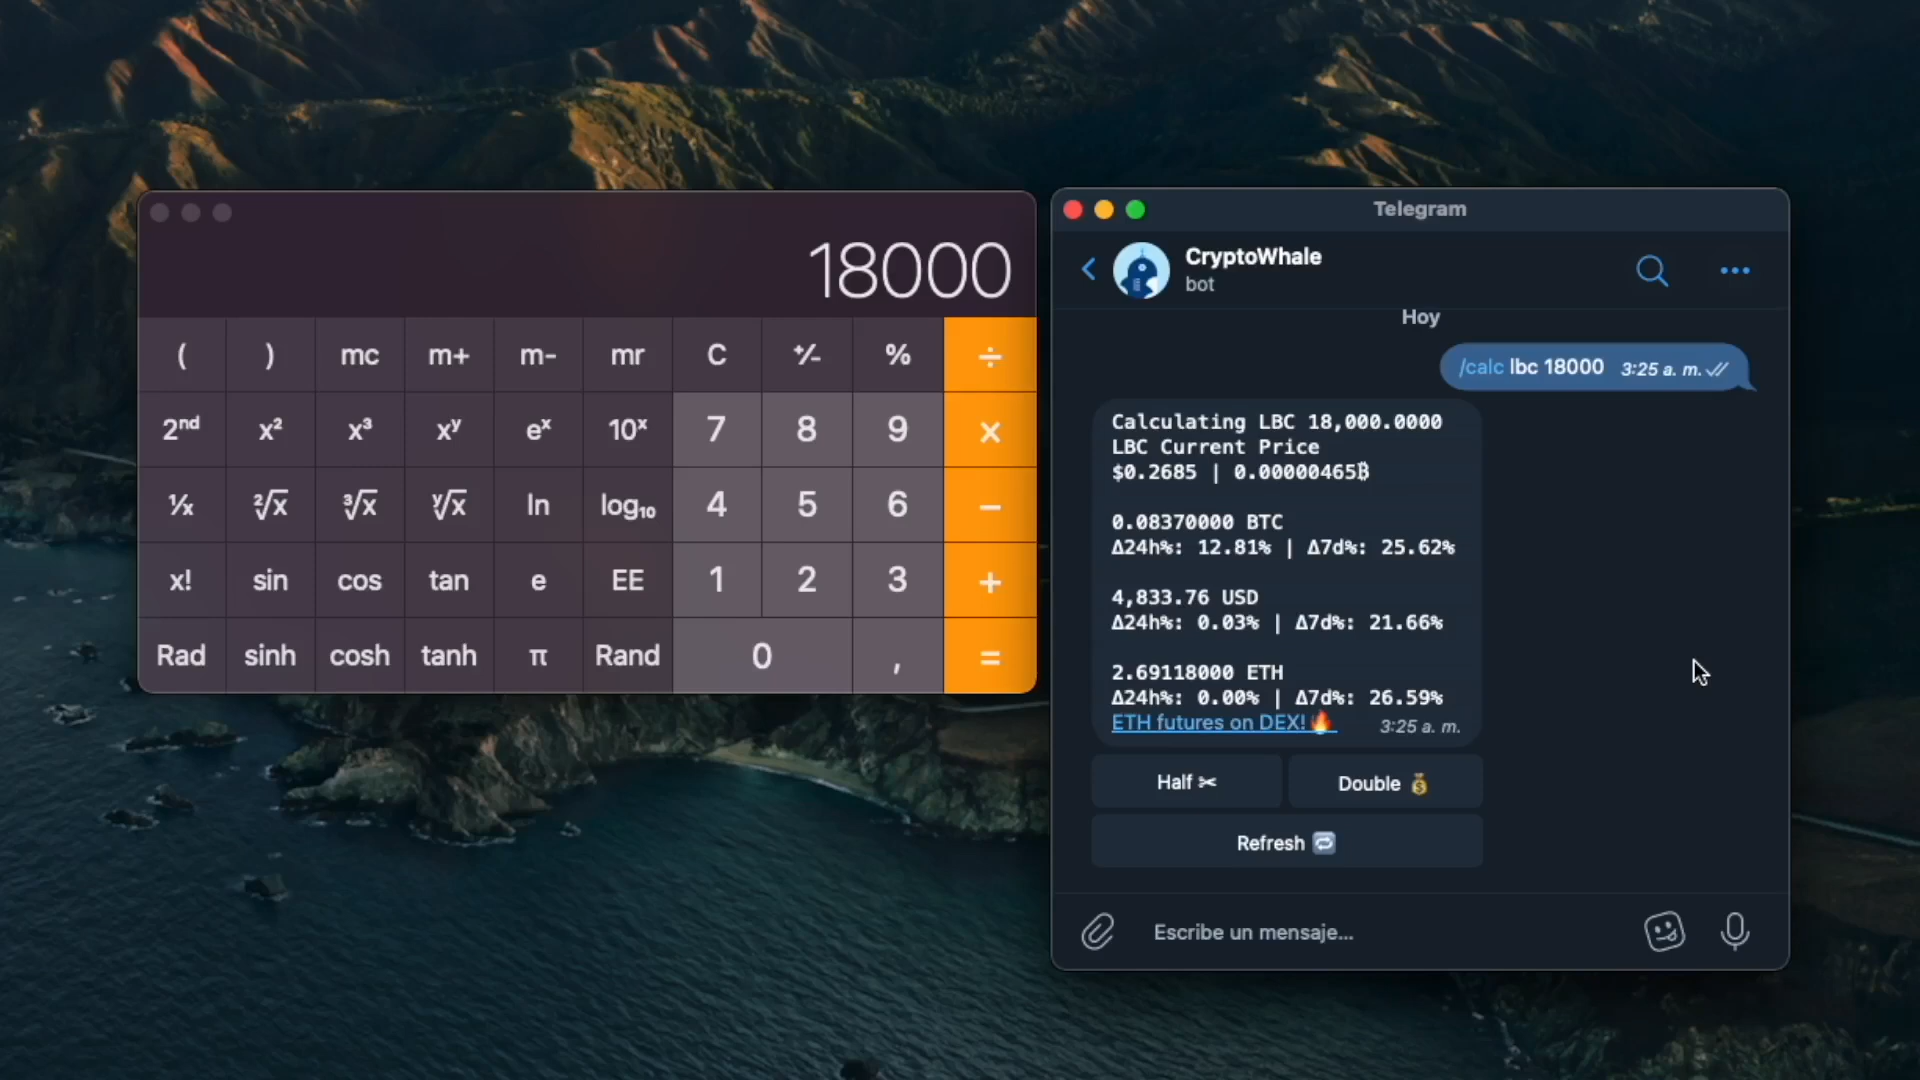 18000
( ) mc m+ m- mr C ⁺∕₋ % ÷
2ⁿᵈ x² x³ xʸ eˣ 10ˣ 7 8 9 ×
¹∕ₓ ²√x ³√x ʸ√x ln log₁₀ 4 5 6 −
x! sin cos tan e EE 1 2 3 +
Rad sinh cosh tanh π Rand 0 , =
Telegram
CryptoWhale
bot
Hoy
/calc lbc 18000 3:25 a. m.
Calculating LBC 18,000.0000
LBC Current Price
$0.2685 | 0.00000465₿
0.08370000 BTC
Δ24h%: 12.81% | Δ7d%: 25.62%
4,833.76 USD
Δ24h%: 0.03% | Δ7d%: 21.66%
2.69118000 ETH
Δ24h%: 0.00% | Δ7d%: 26.59%
ETH futures on DEX!🔥 3:25 a. m.
Half ✂ Double 💰
Refresh 🔁
Escribe un mensaje...